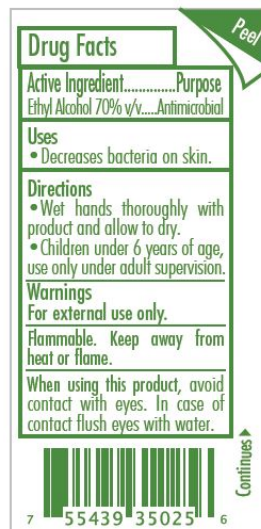 Peel
Drug Facts
Active Ingredient..............Purpose
Ethyl Alcohol 70% v/v.....Antimicrobial
Uses
• Decreases bacteria on skin.
Directions
• Wet hands thoroughly with
product and allow to dry.
• Children under 6 years of age,
use only under adult supervision.
Warnings
For external use only.
Flammable. Keep away from
heat or flame.
When using this product, avoid
contact with eyes. In case of
contact flush eyes with water.
Continues
7 55439 35025 6